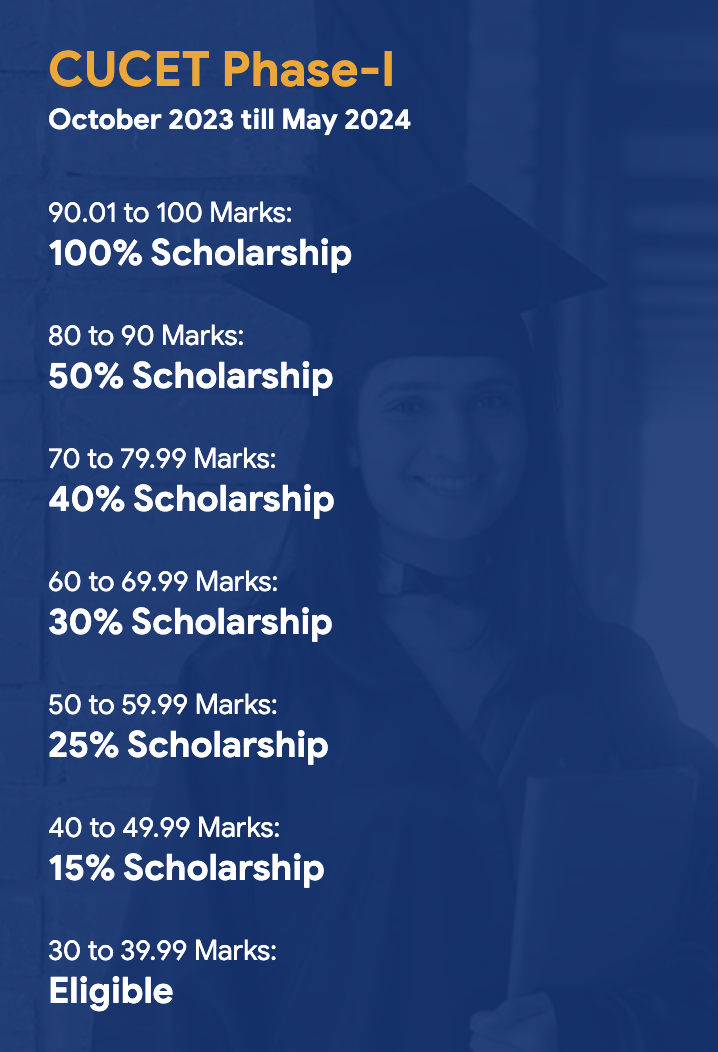 CUCET Phase-I
October 2023 till May 2024
90.01 to 100 Marks:
100% Scholarship
80 to 90 Marks:
50% Scholarship
70 to 79.99 Marks:
40% Scholarship
60 to 69.99 Marks:
30% Scholarship
50 to 59.99 Marks:
25% Scholarship
40 to 49.99 Marks:
15% Scholarship
30 to 39.99 Marks:
Eligible